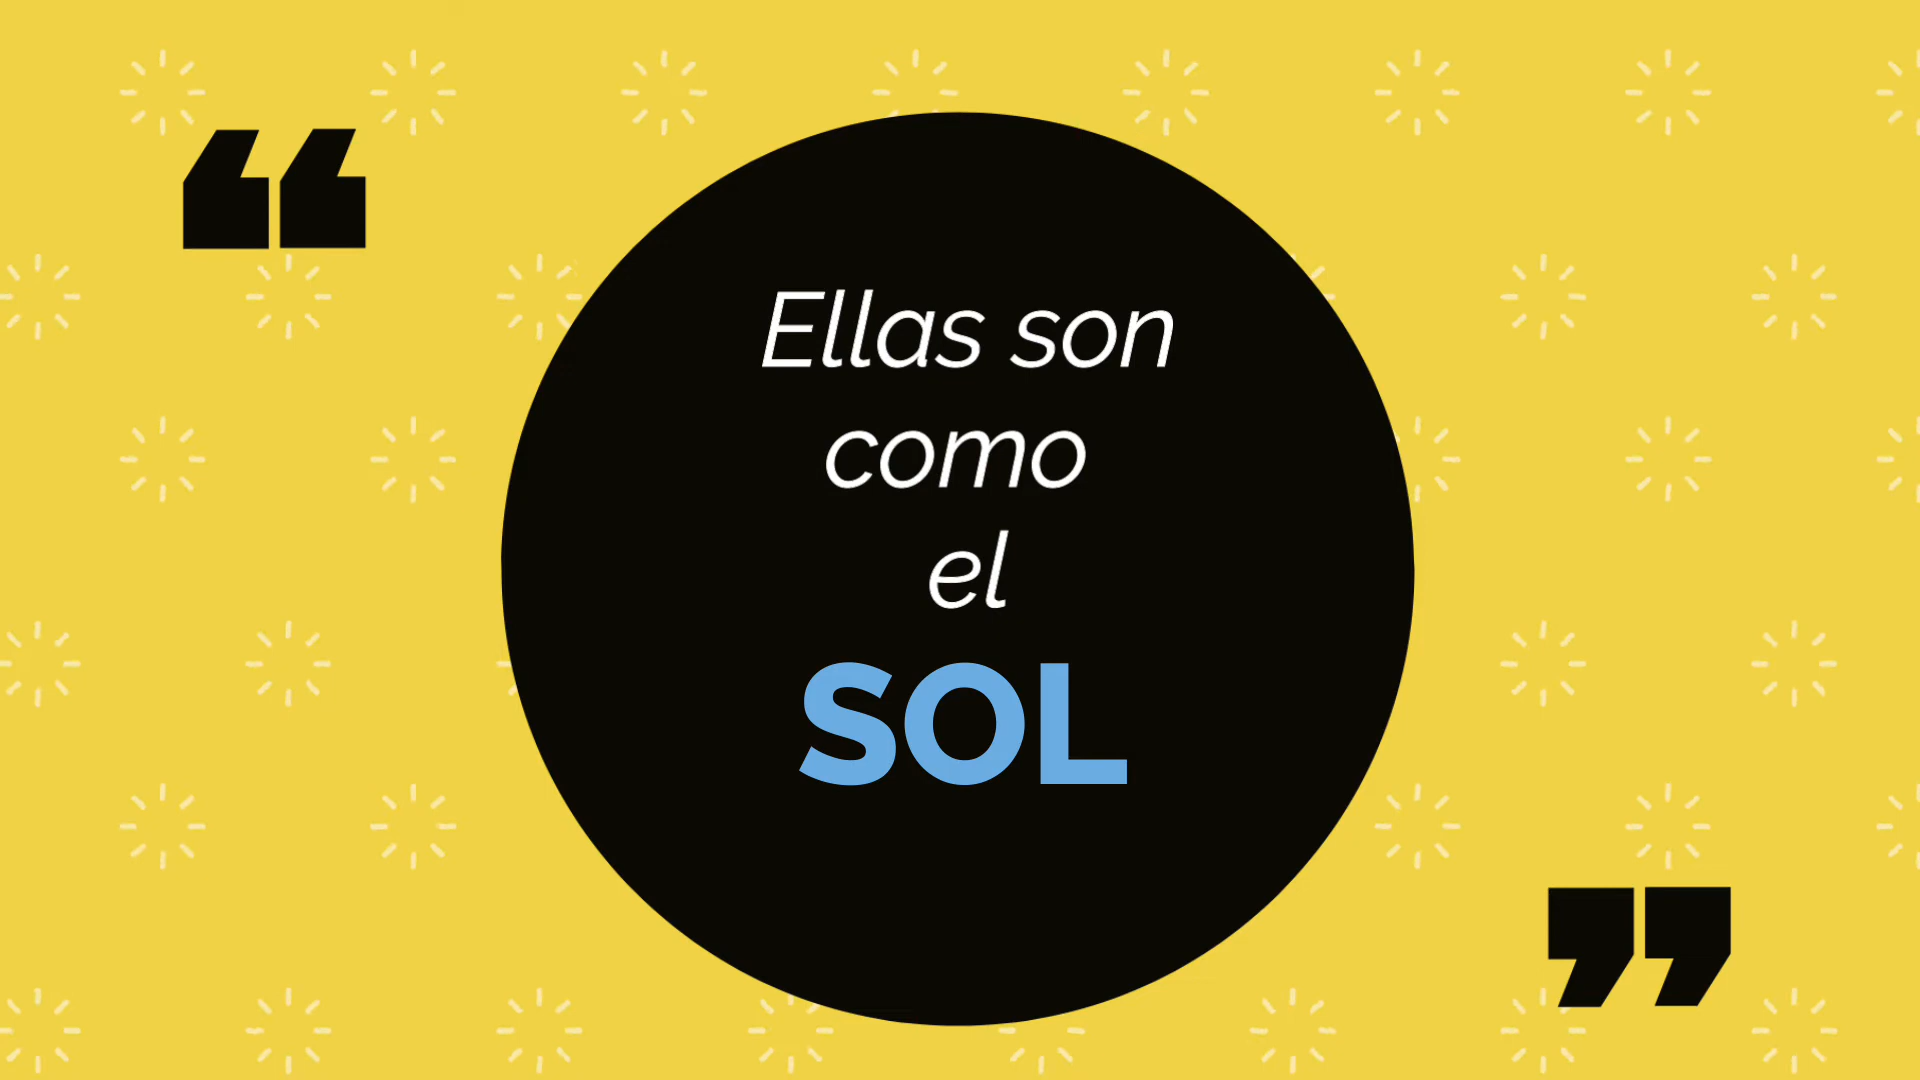 “
Ellas son
como
el
SOL
”